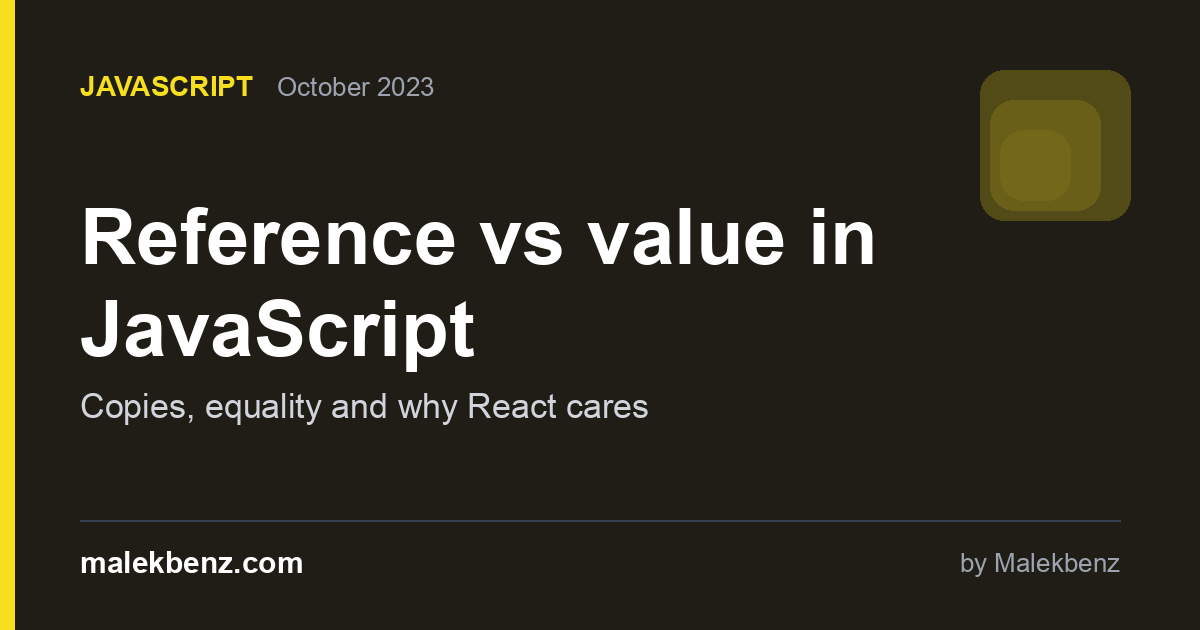 JAVASCRIPT October 2023
Reference vs value in
JavaScript
Copies, equality and why React cares
malekbenz.com
by Malekbenz